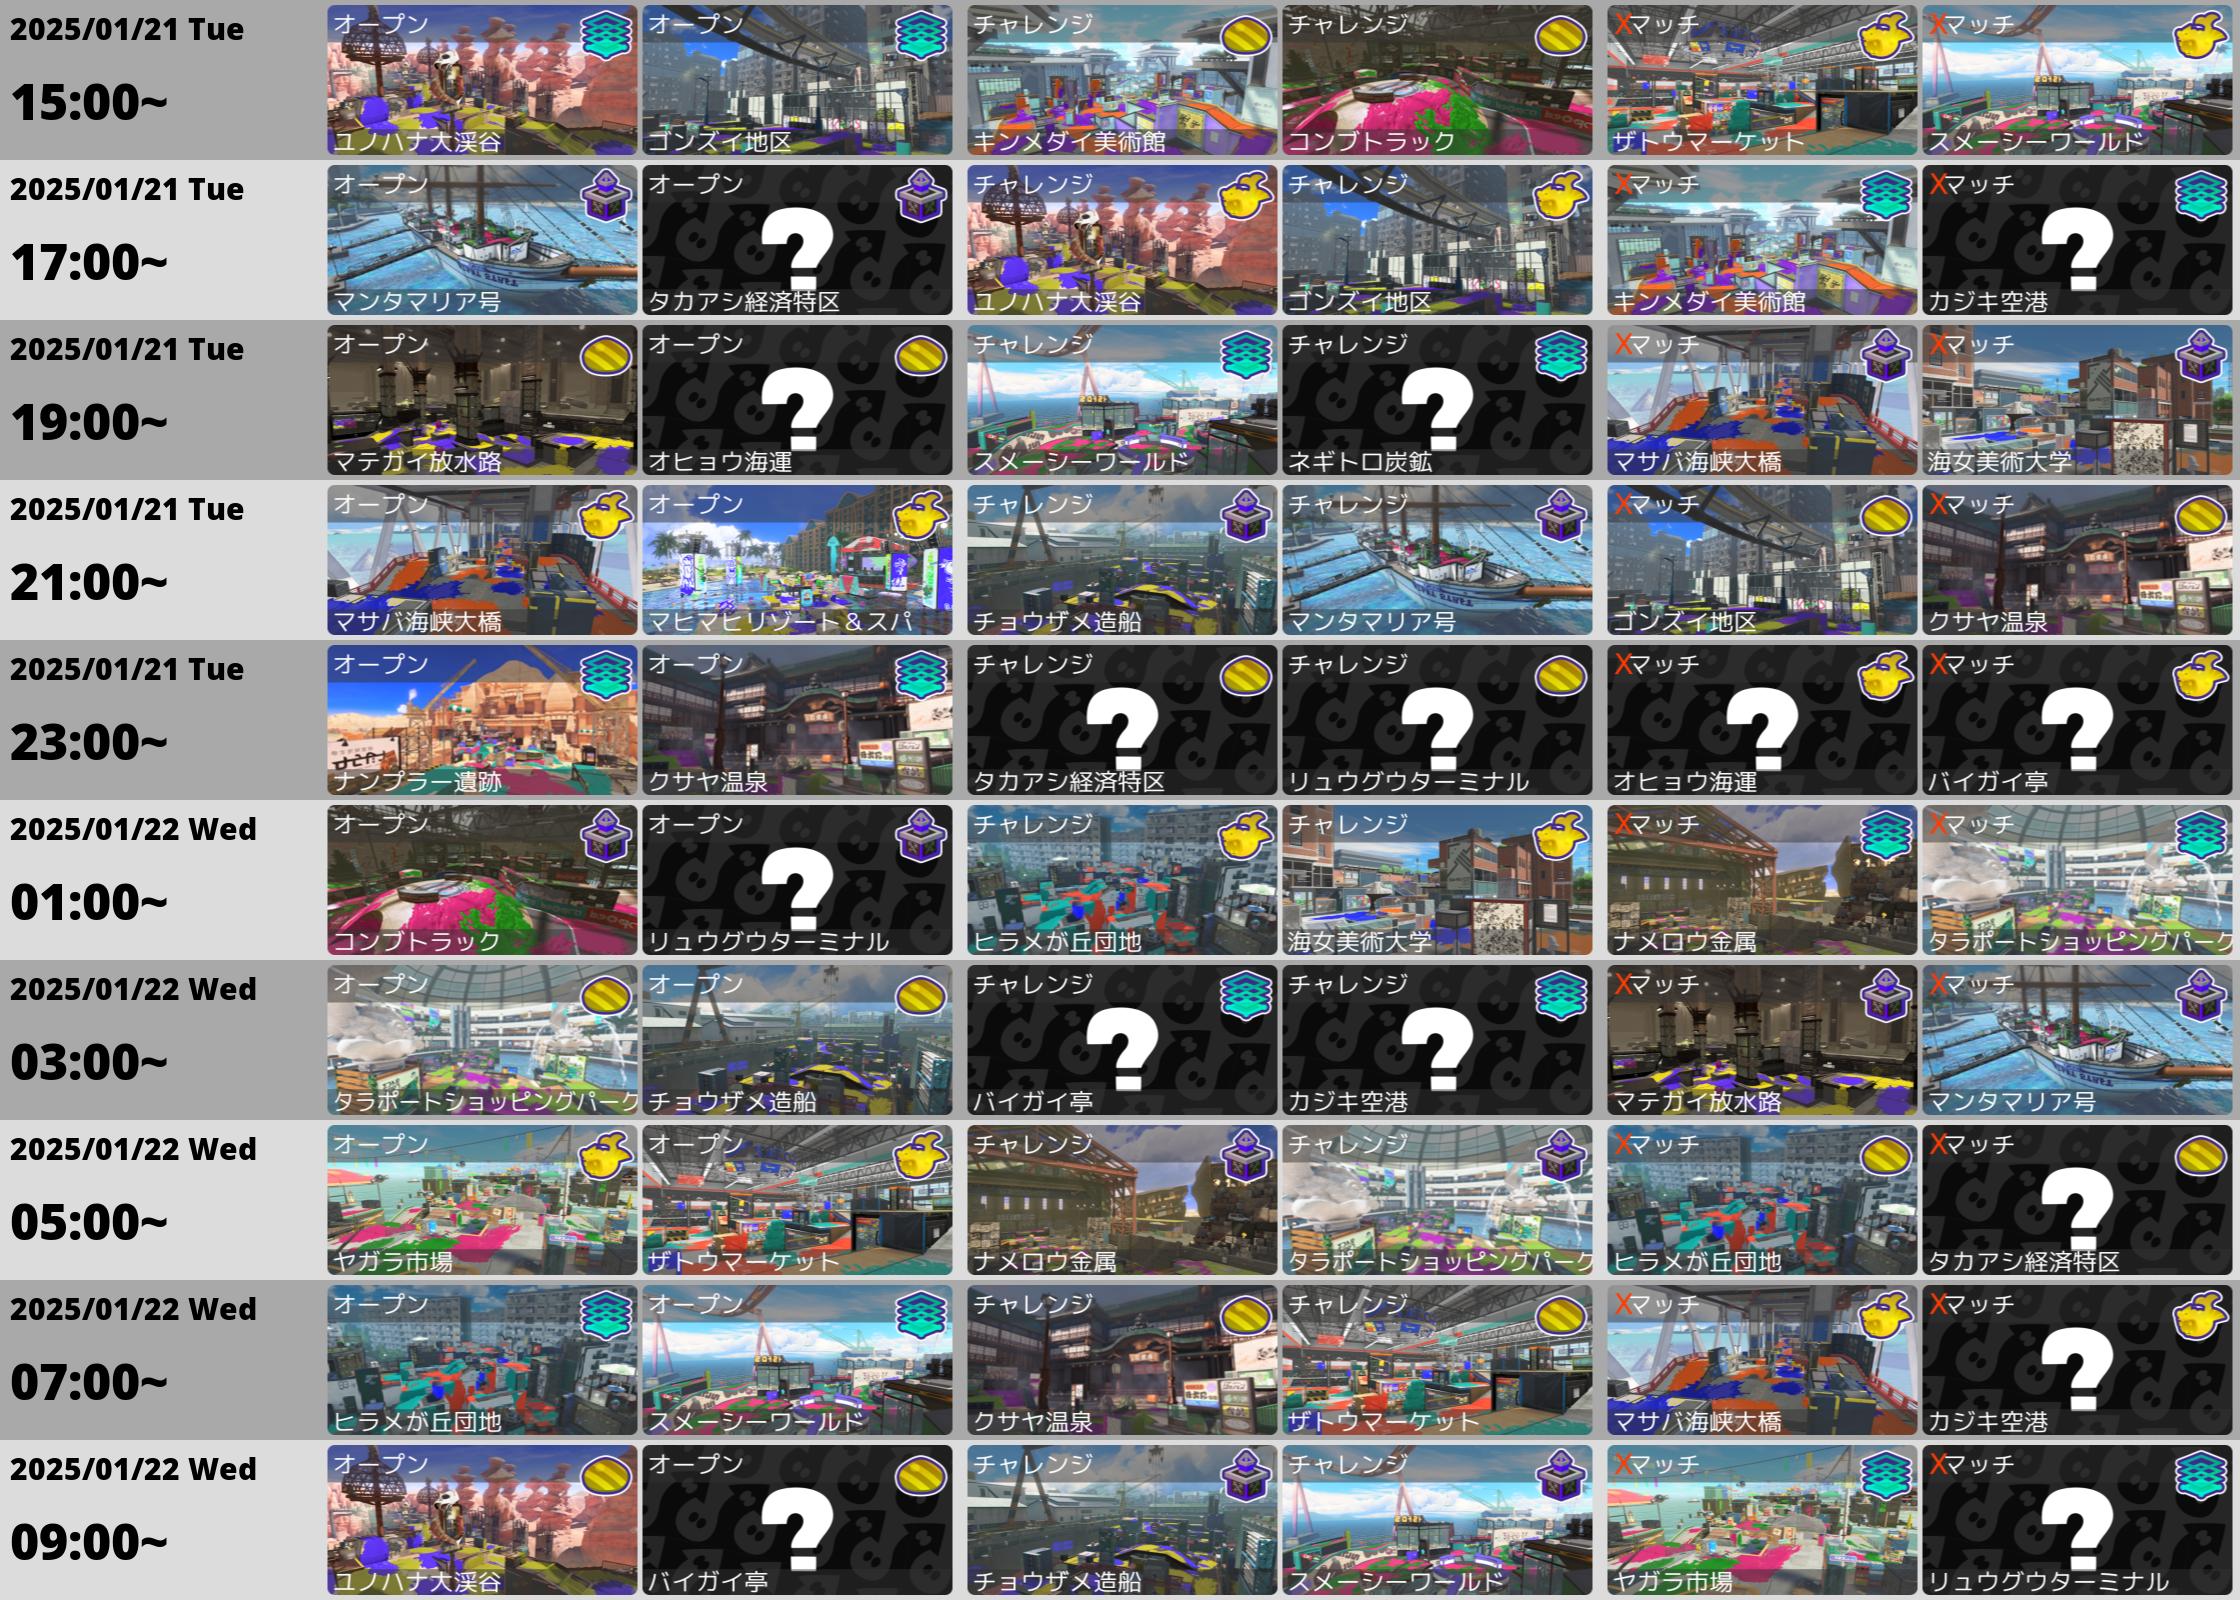 2025/01/21 Tue
15:00~
オープン
ユノハナ大渓谷
オープン
ゴンズイ地区
チャレンジ
キンメダイ美術館
チャレンジ
コンブトラック
Xマッチ
ザトウマーケット
Xマッチ
スメーシーワールド
2025/01/21 Tue
17:00~
オープン
マンタマリア号
オープン
?
タカアシ経済特区
チャレンジ
ユノハナ大渓谷
チャレンジ
ゴンズイ地区
Xマッチ
キンメダイ美術館
Xマッチ
?
カジキ空港
2025/01/21 Tue
19:00~
オープン
マテガイ放水路
オープン
?
オヒョウ海運
チャレンジ
スメーシーワールド
チャレンジ
?
ネギトロ炭鉱
Xマッチ
マサバ海峡大橋
Xマッチ
海女美術大学
2025/01/21 Tue
21:00~
オープン
マサバ海峡大橋
オープン
マヒマヒリゾート&スパ
チャレンジ
チョウザメ造船
チャレンジ
マンタマリア号
Xマッチ
ゴンズイ地区
Xマッチ
クサヤ温泉
2025/01/21 Tue
23:00~
オープン
ナンプラー遺跡
オープン
クサヤ温泉
チャレンジ
?
タカアシ経済特区
チャレンジ
?
リュウグウターミナル
Xマッチ
?
オヒョウ海運
Xマッチ
?
バイガイ亭
2025/01/22 Wed
01:00~
オープン
コンブトラック
オープン
?
リュウグウターミナル
チャレンジ
ヒラメが丘団地
チャレンジ
海女美術大学
Xマッチ
ナメロウ金属
Xマッチ
タラポートショッピングパーク
2025/01/22 Wed
03:00~
オープン
タラポートショッピングパーク
オープン
チョウザメ造船
チャレンジ
?
バイガイ亭
チャレンジ
?
カジキ空港
Xマッチ
マテガイ放水路
Xマッチ
マンタマリア号
2025/01/22 Wed
05:00~
オープン
ヤガラ市場
オープン
ザトウマーケット
チャレンジ
ナメロウ金属
チャレンジ
タラポートショッピングパーク
Xマッチ
ヒラメが丘団地
Xマッチ
?
タカアシ経済特区
2025/01/22 Wed
07:00~
オープン
ヒラメが丘団地
オープン
スメーシーワールド
チャレンジ
クサヤ温泉
チャレンジ
ザトウマーケット
Xマッチ
マサバ海峡大橋
Xマッチ
?
カジキ空港
2025/01/22 Wed
09:00~
オープン
ユノハナ大渓谷
オープン
?
バイガイ亭
チャレンジ
チョウザメ造船
チャレンジ
スメーシーワールド
Xマッチ
ヤガラ市場
Xマッチ
?
リュウグウターミナル